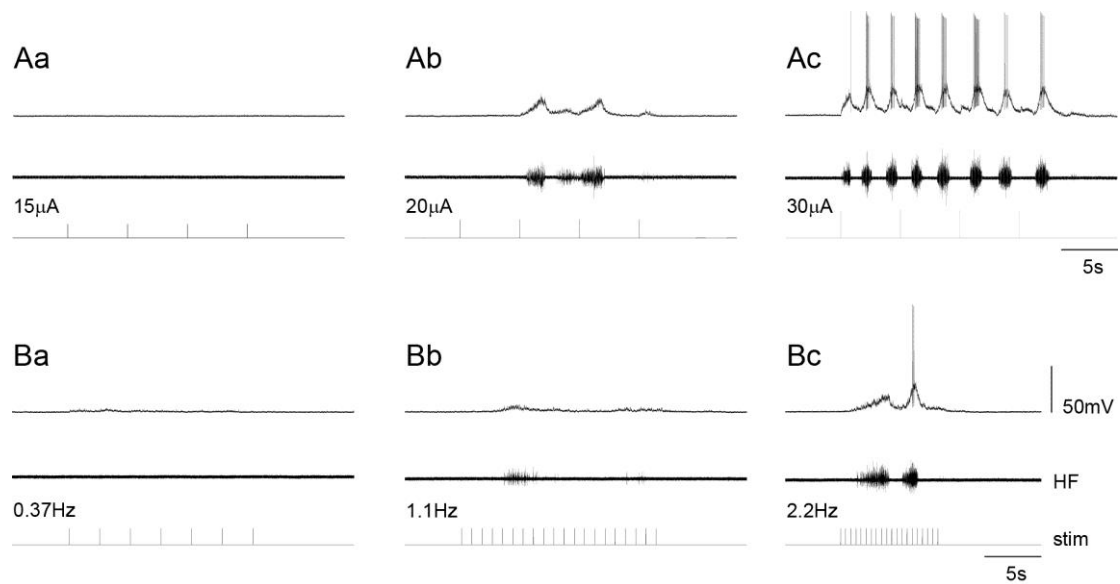 Aa
Ab
Ac
15μA
20μA
30μA
5s
Ba
Bb
Bc
50mV
HF
0.37Hz
1.1Hz
2.2Hz
stim
5s